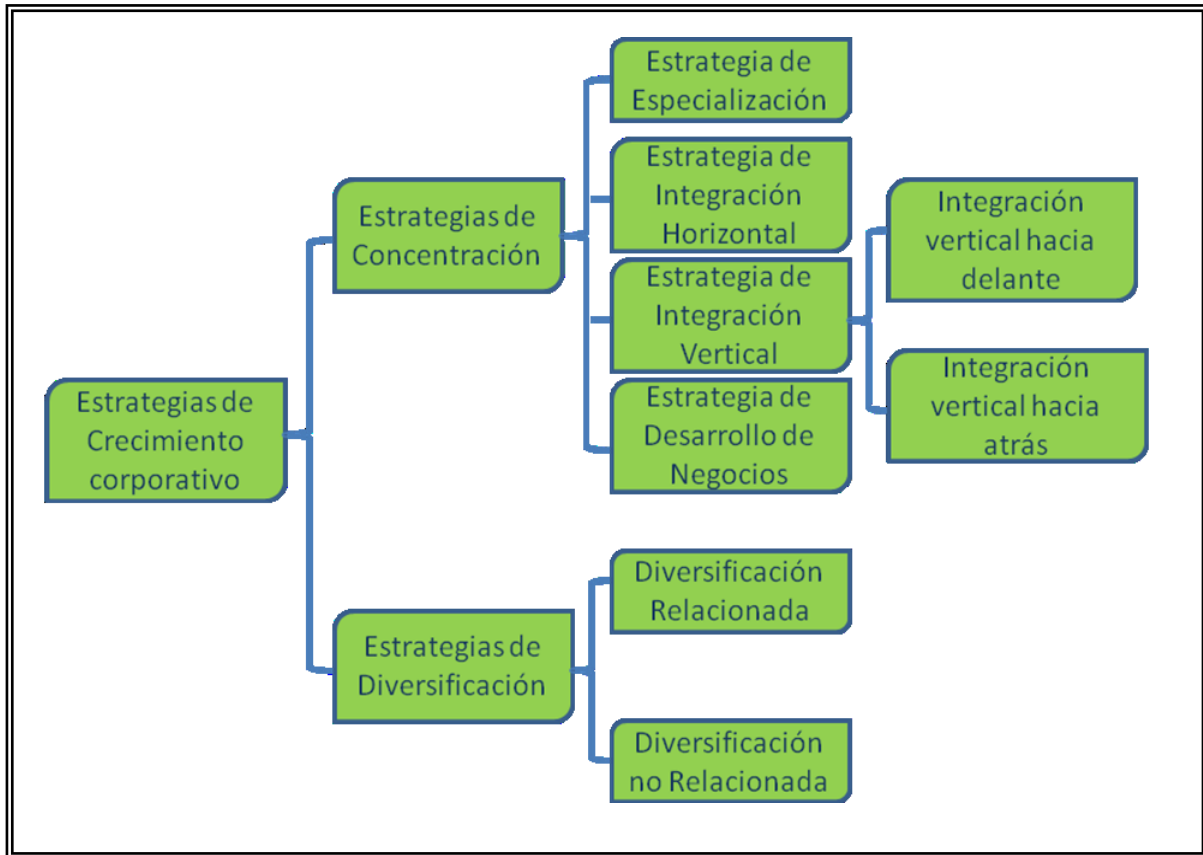 Estrategias de
Crecimiento
corporativo
Estrategias de
Concentración
Estrategia de
Especialización
Estrategia de
Integración
Horizontal
Estrategia de
Integración
Vertical
Integración
vertical hacia
delante
Integración
vertical hacia
atrás
Estrategia de
Desarrollo de
Negocios
Estrategias de
Diversificación
Diversificación
Relacionada
Diversificación
no Relacionada